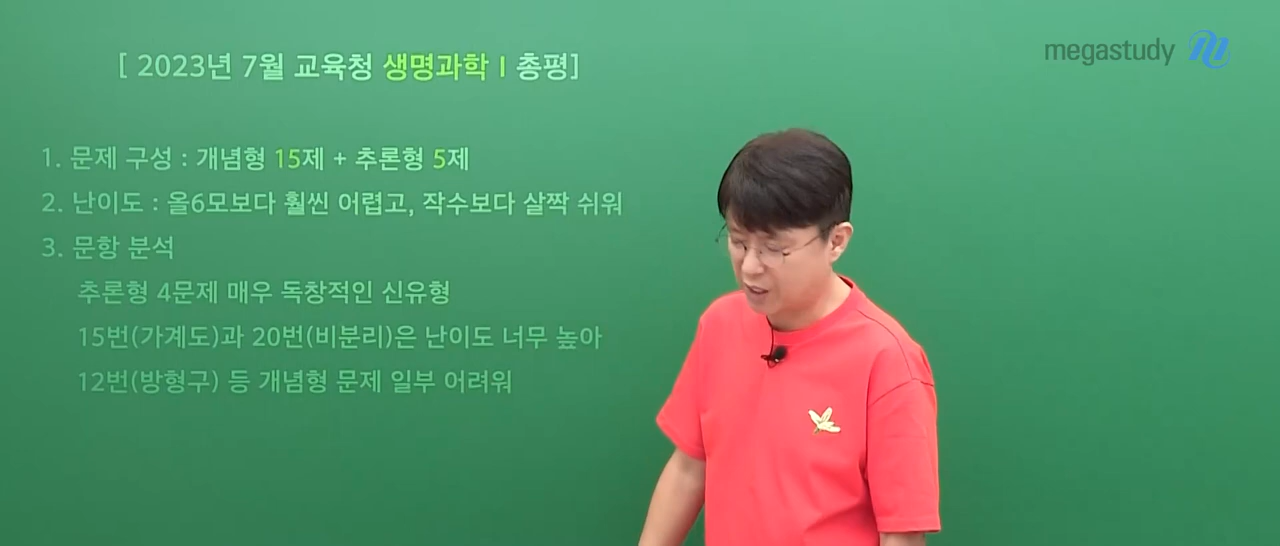 [ 2023년 7월 교육청 생명과학 I 총평]
megastudy
1. 문제 구성 : 개념형 15제 + 추론형 5제
2. 난이도 : 올6모보다 훨씬 어렵고, 작수보다 살짝 쉬워
3. 문항 분석
추론형 4문제 매우 독창적인 신유형
15번(가계도)과 20번(비분리)은 난이도 너무 높아
12번(방형구) 등 개념형 문제 일부 어려워